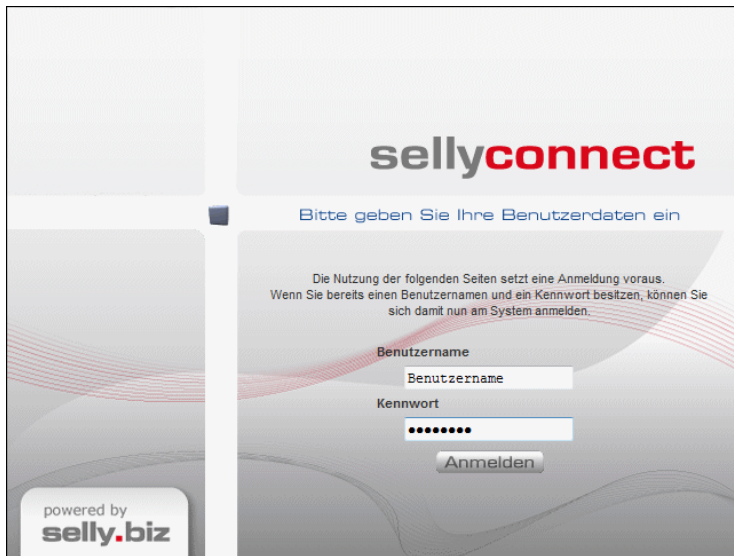 sellyconnect
Bitte geben Sie Ihre Benutzerdaten ein
Die Nutzung der folgenden Seiten setzt eine Anmeldung voraus.
Wenn Sie bereits einen Benutzernamen und ein Kennwort besitzen, können Sie
sich damit nun am System anmelden.
Benutzername
Benutzername
Kennwort
••••••••
Anmelden
powered by
selly.biz